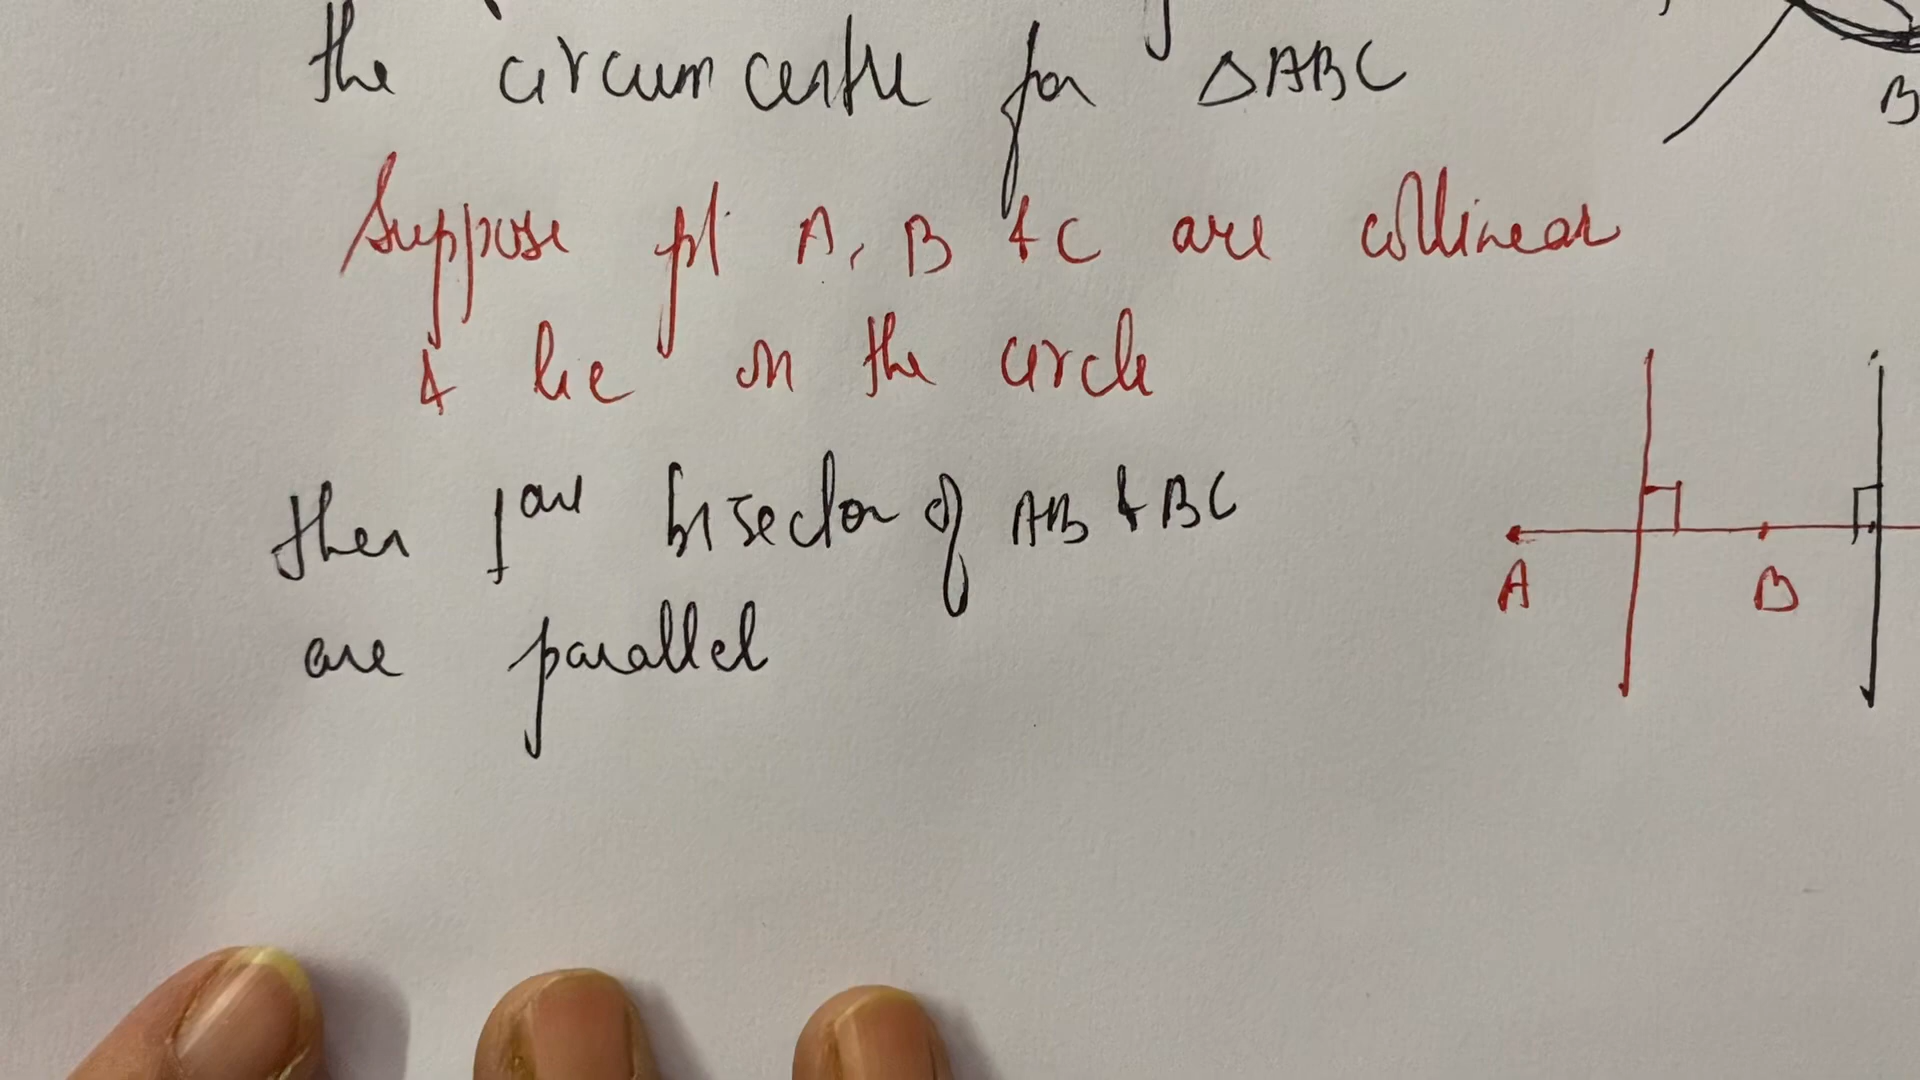 the circumcentre for △ABC
B
Suppose pt A, B & C are collinear
& lie on the circle
then ⊥ar bisector of AB & BC
are parallel
A B